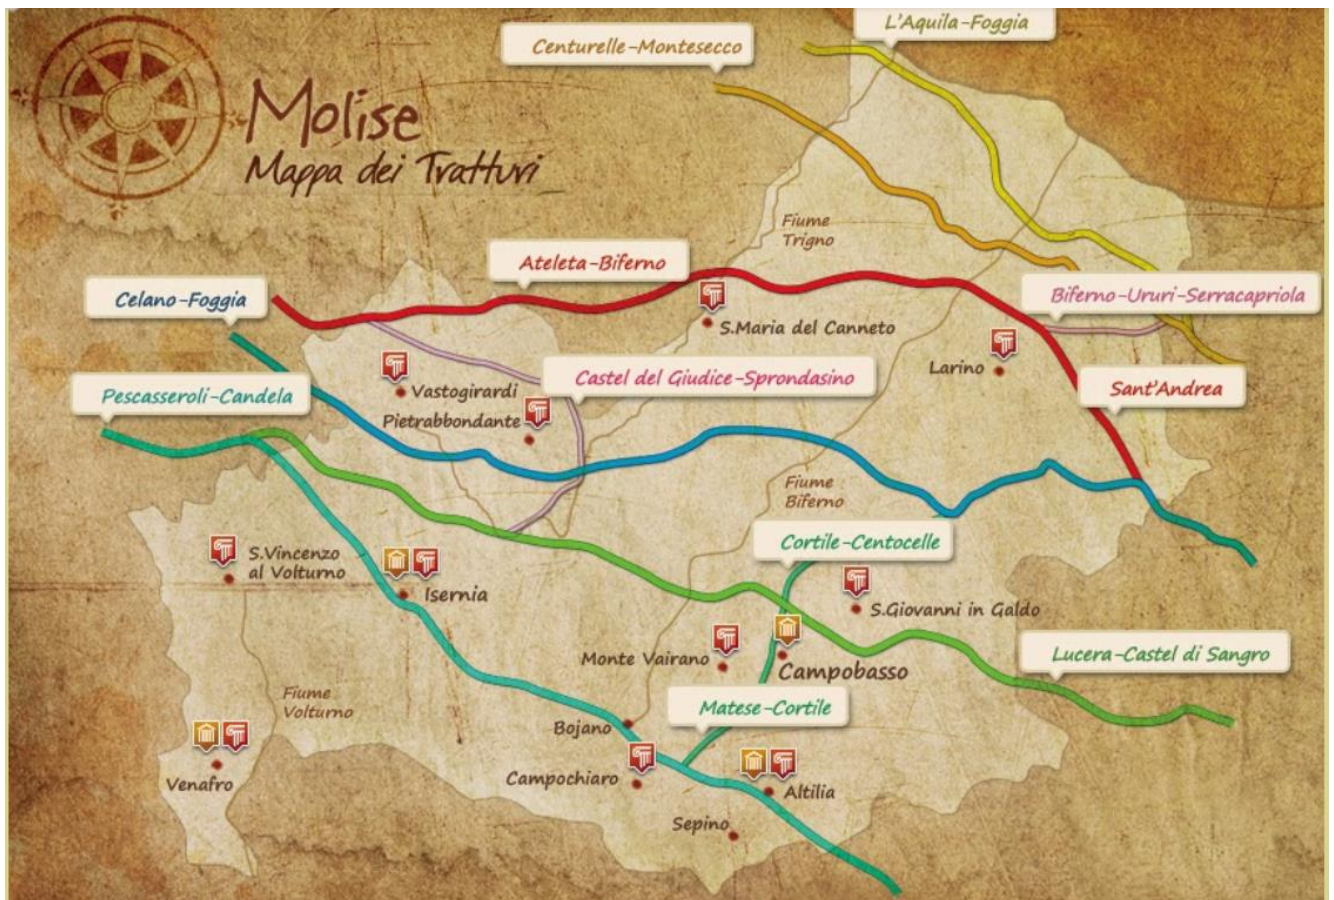 L'Aquila-Foggia
Centurelle-Montesecco
Molise
Mappa dei Tratturi
Fiume
Trigno
Ateleta-Biferno
Celano-Foggia
Biferno-Ururi-Serracapriola
S.Maria del Canneto
Larino
Pescasseroli-Candela
Vastogirardi
Castel del Giudice-Sprondasino
Sant'Andrea
Pietrabbondante
Fiume
Biferno
Cortile-Centocelle
S.Vincenzo
al Volturno
Isernia
S.Giovanni in Galdo
Monte Vairano
Campobasso
Lucera-Castel di Sangro
Fiume
Volturno
Matese-Cortile
Bojano
Venafro
Campochiaro
Altilia
Sepino